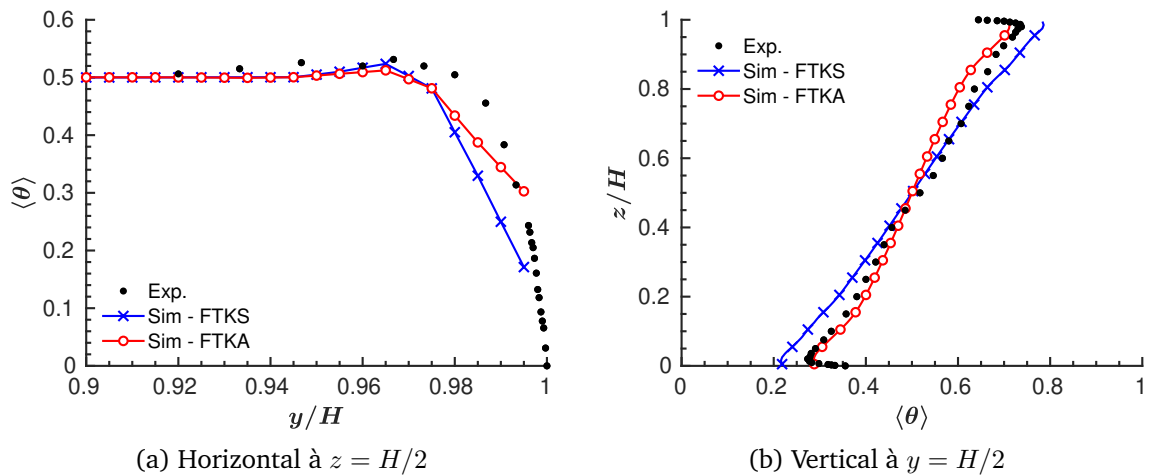 0.6
0.5
0.4
0.3
0.2
0.1
0
⟨θ⟩
Exp.
Sim - FTKS
Sim - FTKA
0.9 0.92 0.94 0.96 0.98 1
y/H
(a) Horizontal à z = H/2
1
0.8
0.6
0.4
0.2
0
z/H
Exp.
Sim - FTKS
Sim - FTKA
0 0.2 0.4 0.6 0.8 1
⟨θ⟩
(b) Vertical à y = H/2